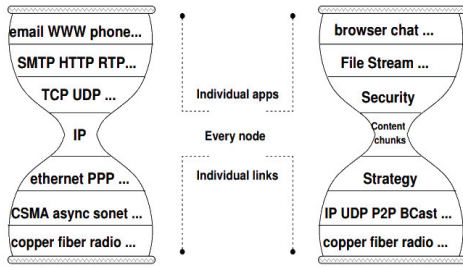 email WWW phone...
SMTP HTTP RTP...
TCP UDP ...
IP
ethernet PPP ...
CSMA async sonet ...
copper fiber radio ...
Individual apps
Every node
Individual links
browser chat ...
File Stream ...
Security
Content
chunks
Strategy
IP UDP P2P BCast ...
copper fiber radio ...